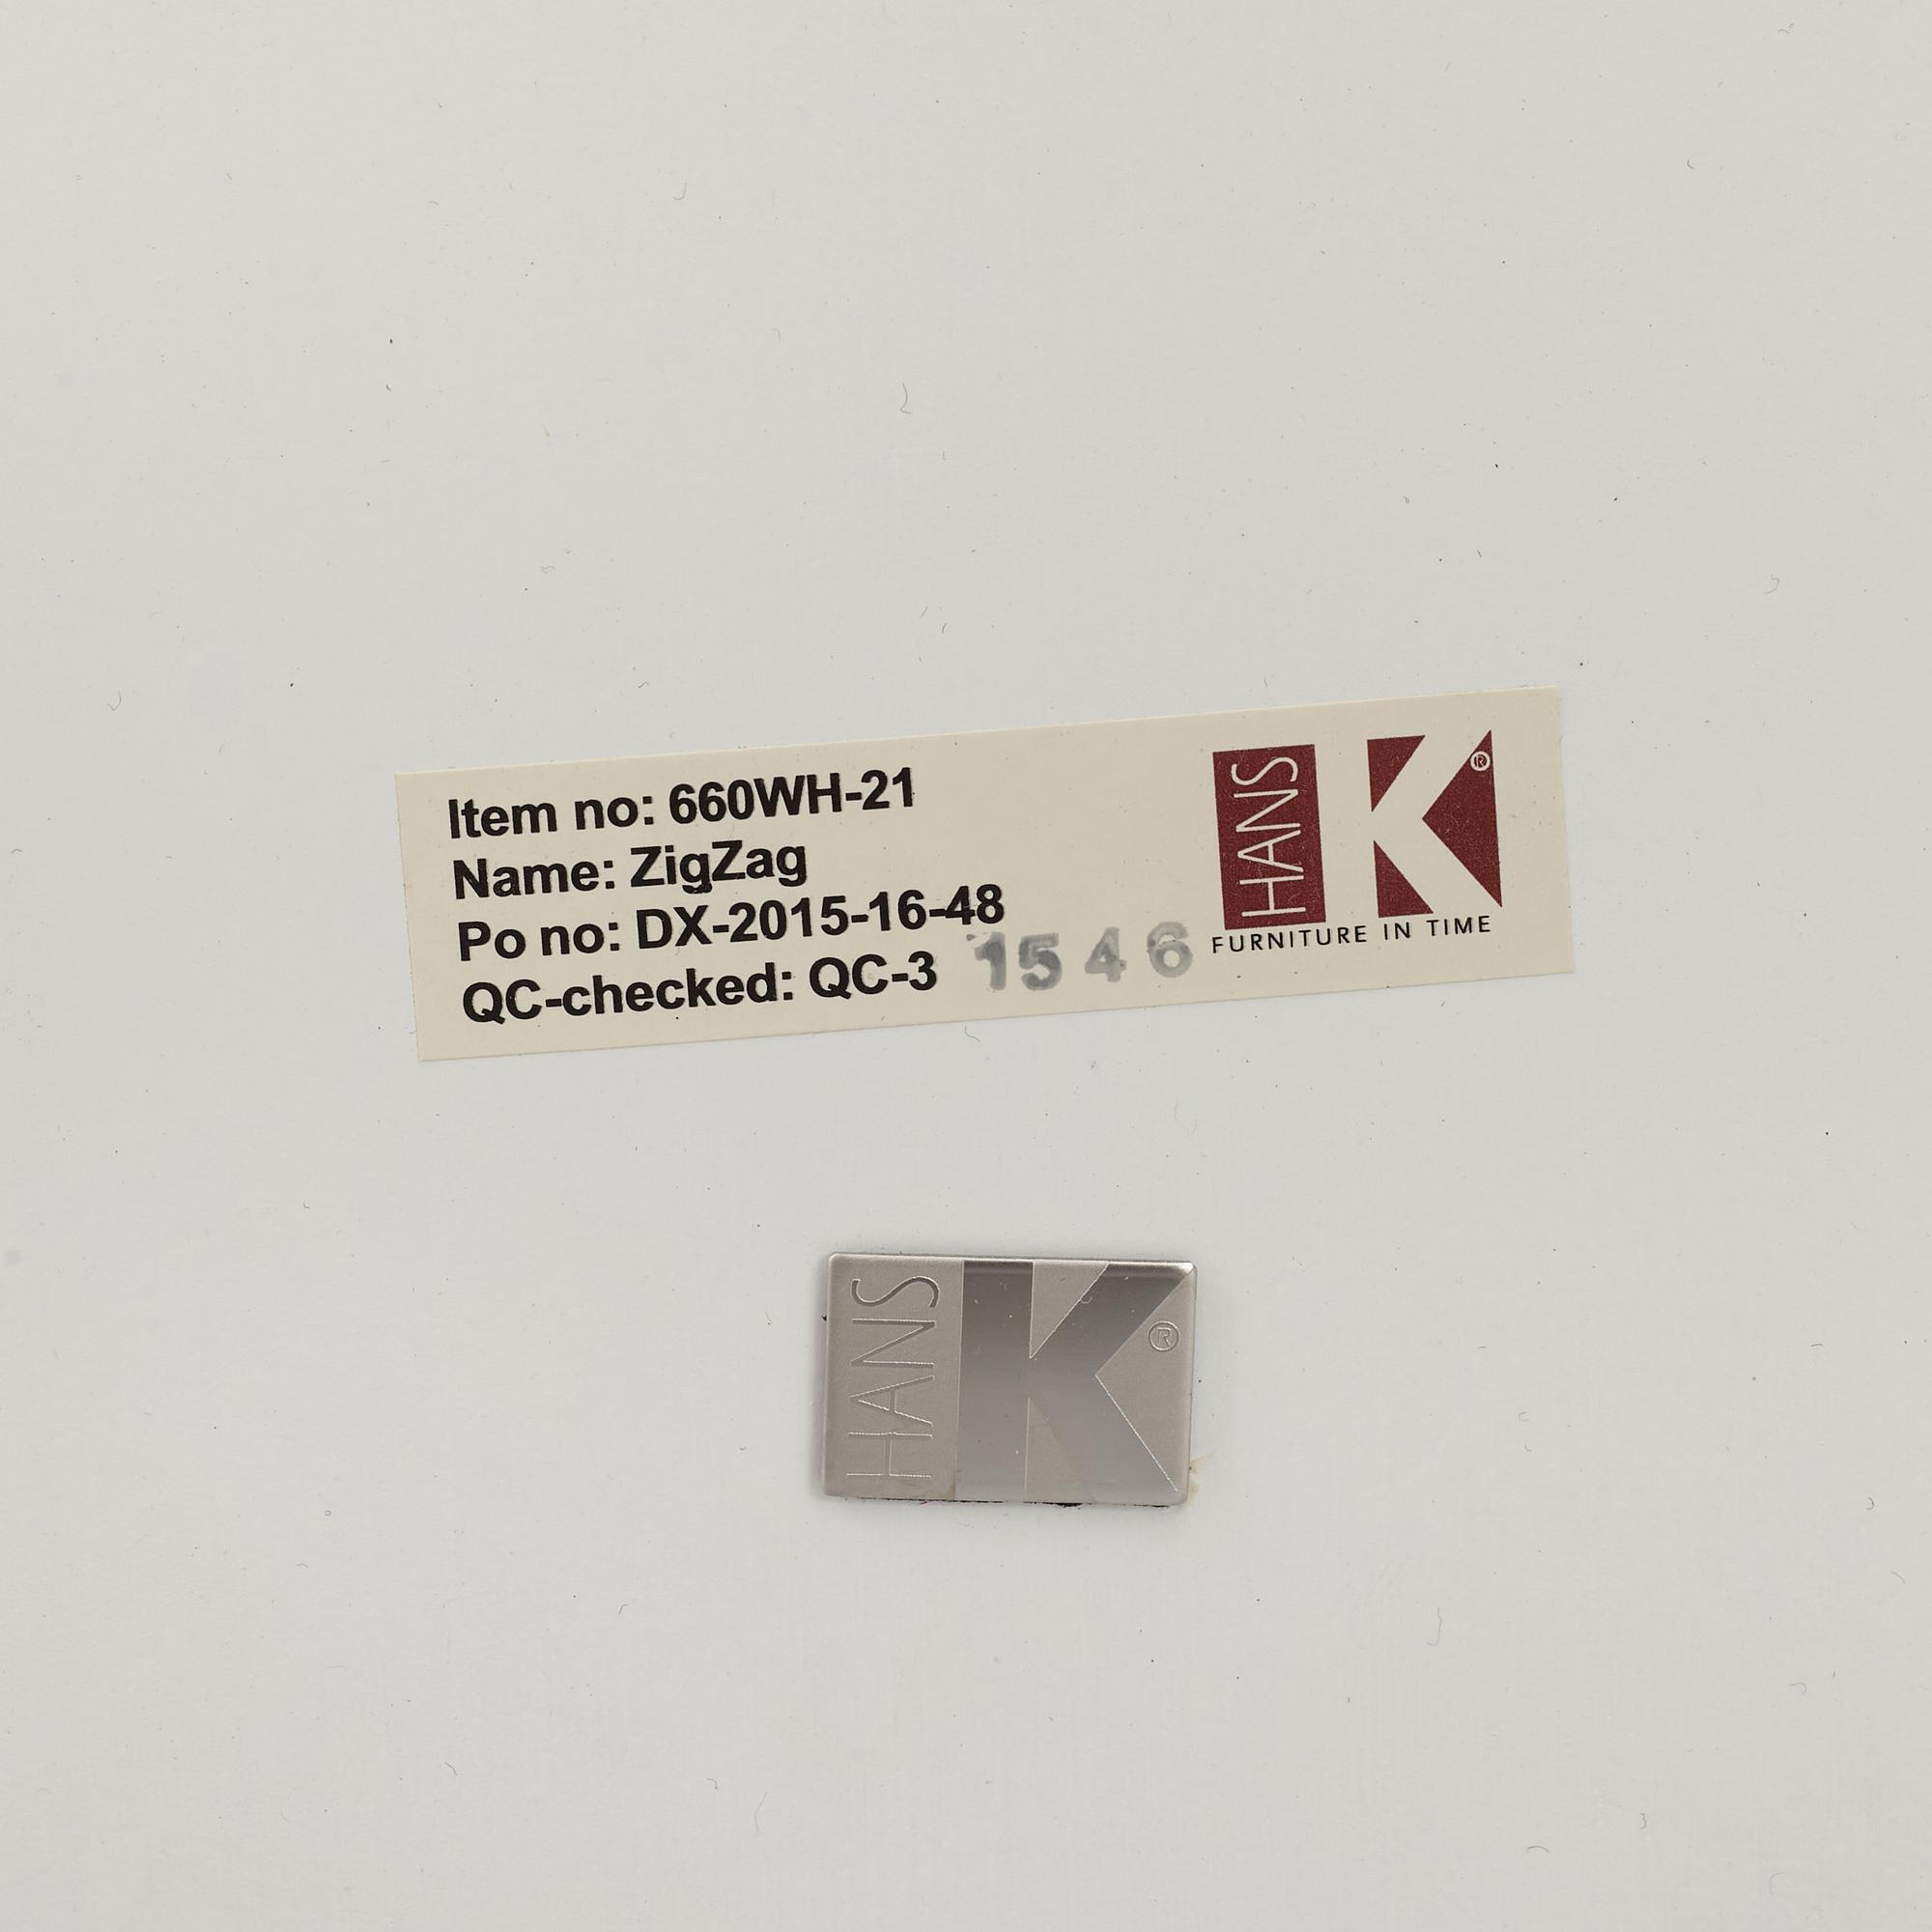 Item no: 660WH-21
Name: ZigZag
Po no: DX-2015-16-48
QC-checked: QC-3 1546
HANS K®
FURNITURE IN TIME
HANS K®